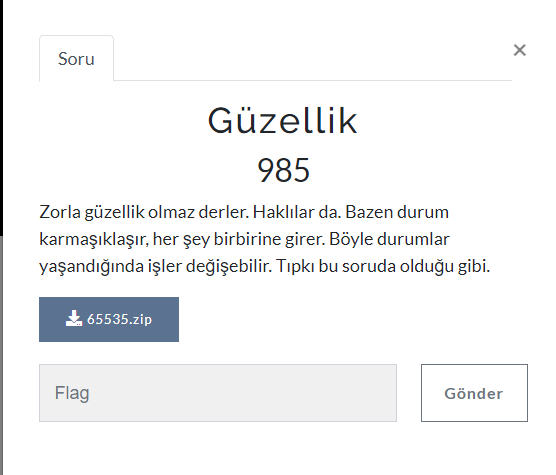 Soru
Güzellik
985
Zorla güzellik olmaz derler. Haklılar da. Bazen durum
karmaşıklaşır, her şey birbirine girer. Böyle durumlar
yaşandığında işler değişebilir. Tıpkı bu soruda olduğu gibi.
65535.zip
Flag
Gönder